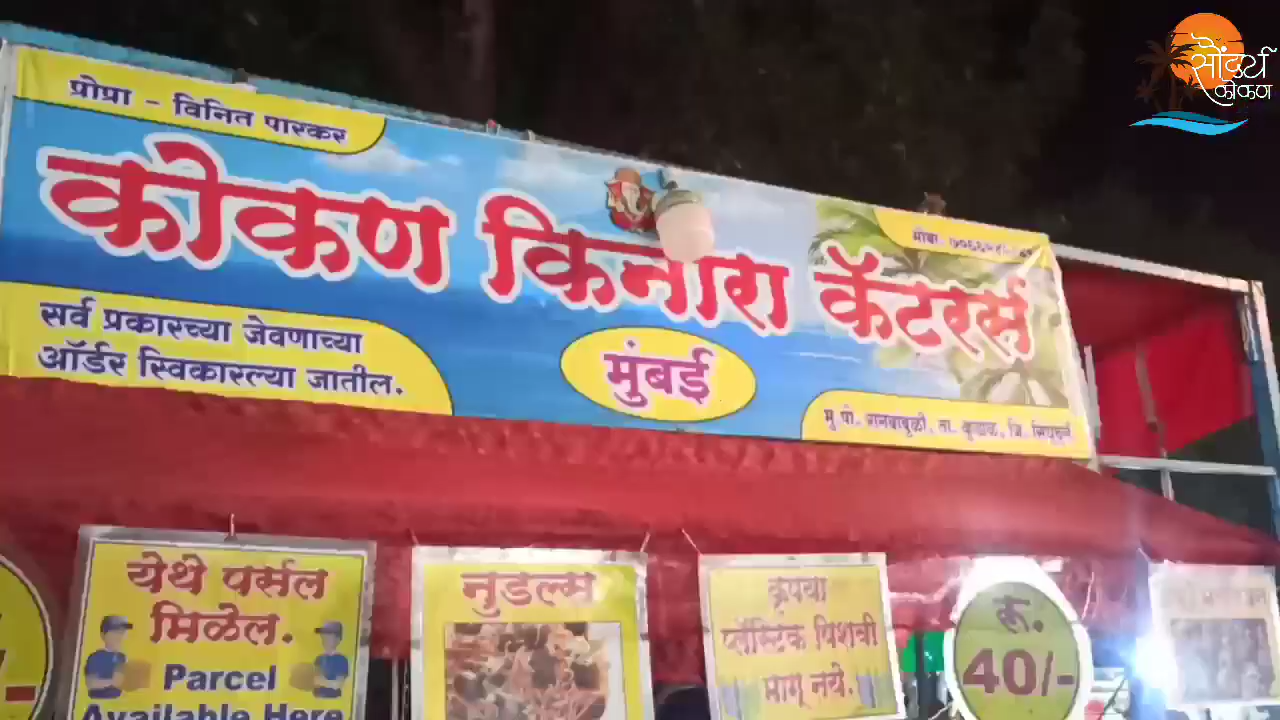 सौंदर्य
कोकण
प्रोप्रा - विनित पारकर
कोकण किनारा कॅटरर्स
मोबा.
सर्व प्रकारच्या जेवणाच्या
ऑर्डर स्विकारल्या जातील.
मुंबई
मु पो. ता. कुडाळ, जि.
येथे पर्सल
मिळेल.
Parcel
Available Here
नुडल्स
कृपया
प्लॅस्टिक पिशवी
मागू नये.
रू.
40/-